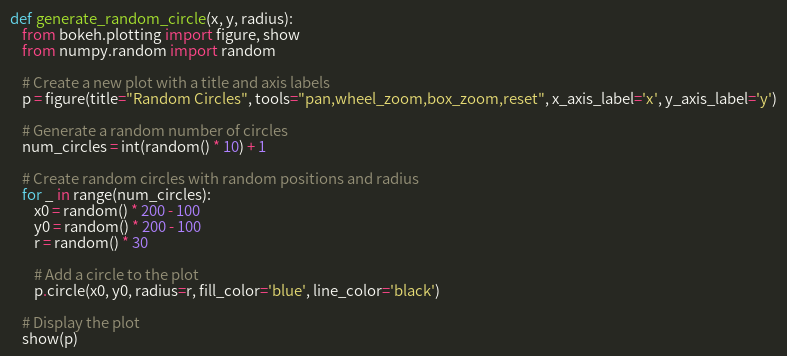 def generate_random_circle(x, y, radius):
    from bokeh.plotting import figure, show
    from numpy.random import random

    # Create a new plot with a title and axis labels
    p = figure(title="Random Circles", tools="pan,wheel_zoom,box_zoom,reset", x_axis_label='x', y_axis_label='y')

    # Generate a random number of circles
    num_circles = int(random() * 10) + 1

    # Create random circles with random positions and radius
    for _ in range(num_circles):
        x0 = random() * 200 - 100
        y0 = random() * 200 - 100
        r = random() * 30

        # Add a circle to the plot
        p.circle(x0, y0, radius=r, fill_color='blue', line_color='black')

    # Display the plot
    show(p)